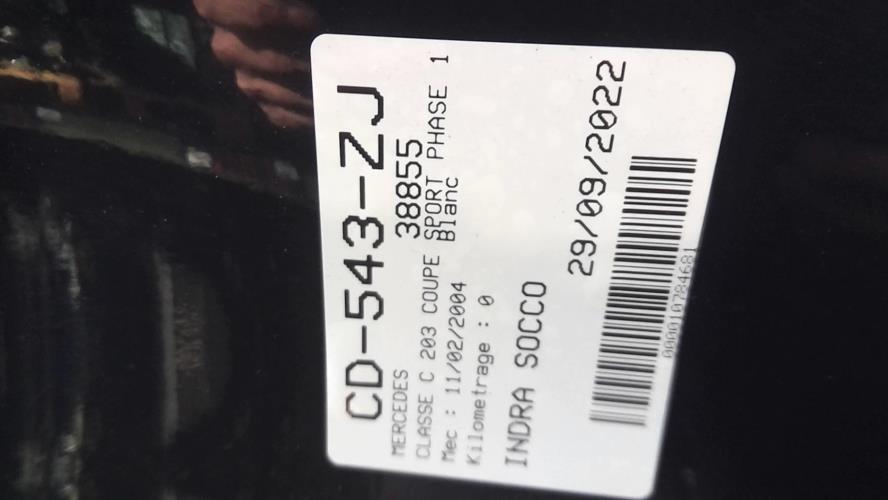 CD-543-ZJ
MERCEDES 38855
CLASSE C 203 COUPE SPORT PHASE 1
Mec : 11/02/2004 Blanc
Kilometrage : 0
INDRA SOCCO 29/09/2022
0000010784681